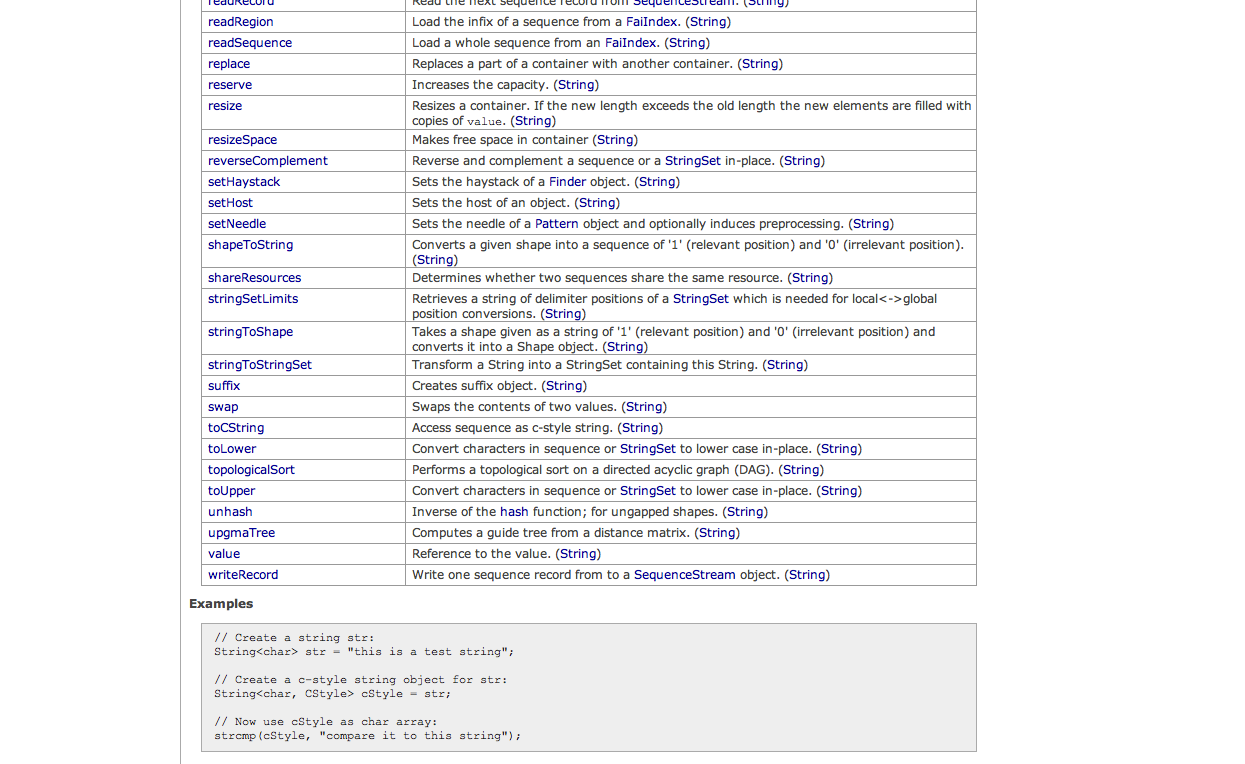 readRecord Read the next sequence record from SequenceStream. (String)
readRegion Load the infix of a sequence from a FaiIndex. (String)
readSequence Load a whole sequence from an FaiIndex. (String)
replace Replaces a part of a container with another container. (String)
reserve Increases the capacity. (String)
resize Resizes a container. If the new length exceeds the old length the new elements are filled with
copies of value. (String)
resizeSpace Makes free space in container (String)
reverseComplement Reverse and complement a sequence or a StringSet in-place. (String)
setHaystack Sets the haystack of a Finder object. (String)
setHost Sets the host of an object. (String)
setNeedle Sets the needle of a Pattern object and optionally induces preprocessing. (String)
shapeToString Converts a given shape into a sequence of '1' (relevant position) and '0' (irrelevant position).
(String)
shareResources Determines whether two sequences share the same resource. (String)
stringSetLimits Retrieves a string of delimiter positions of a StringSet which is needed for local<->global
position conversions. (String)
stringToShape Takes a shape given as a string of '1' (relevant position) and '0' (irrelevant position) and
converts it into a Shape object. (String)
stringToStringSet Transform a String into a StringSet containing this String. (String)
suffix Creates suffix object. (String)
swap Swaps the contents of two values. (String)
toCString Access sequence as c-style string. (String)
toLower Convert characters in sequence or StringSet to lower case in-place. (String)
topologicalSort Performs a topological sort on a directed acyclic graph (DAG). (String)
toUpper Convert characters in sequence or StringSet to lower case in-place. (String)
unhash Inverse of the hash function; for ungapped shapes. (String)
upgmaTree Computes a guide tree from a distance matrix. (String)
value Reference to the value. (String)
writeRecord Write one sequence record from to a SequenceStream object. (String)
Examples
// Create a string str:
String<char> str = "this is a test string";
// Create a c-style string object for str:
String<char, CStyle> cStyle = str;
// Now use cStyle as char array:
strcmp(cStyle, "compare it to this string");